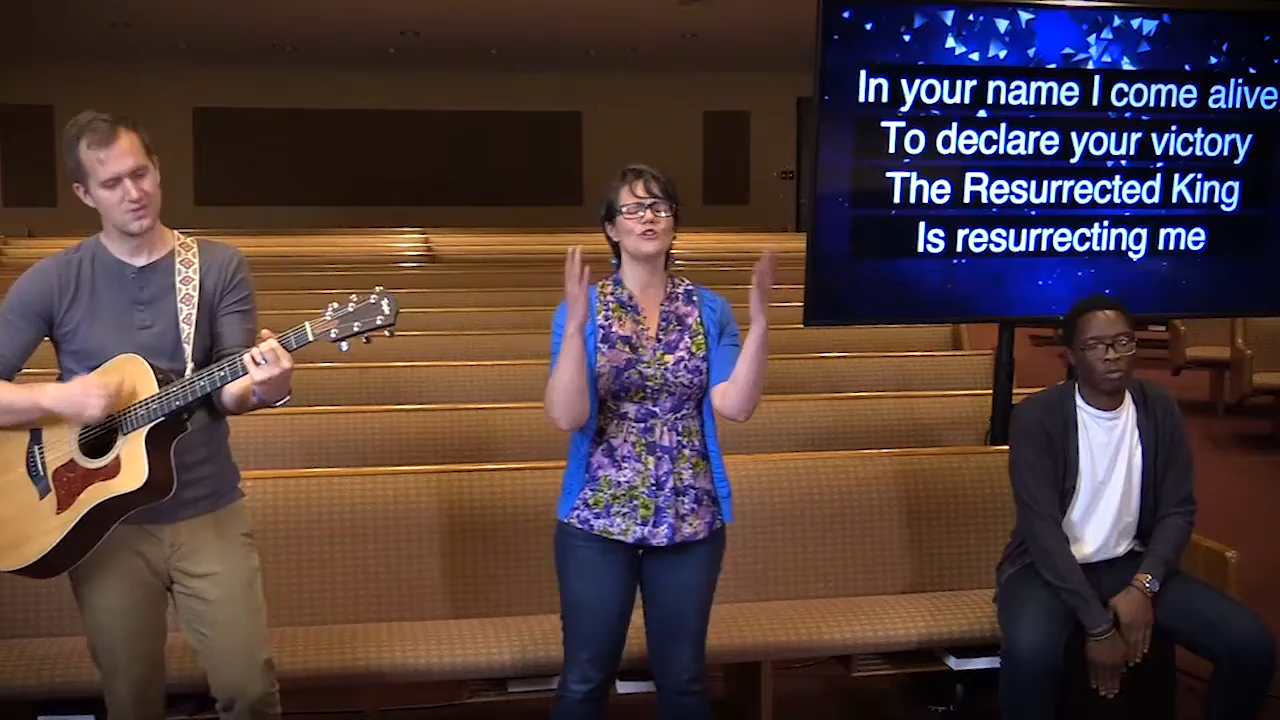 In your name I come alive
To declare your victory
The Resurrected King
Is resurrecting me